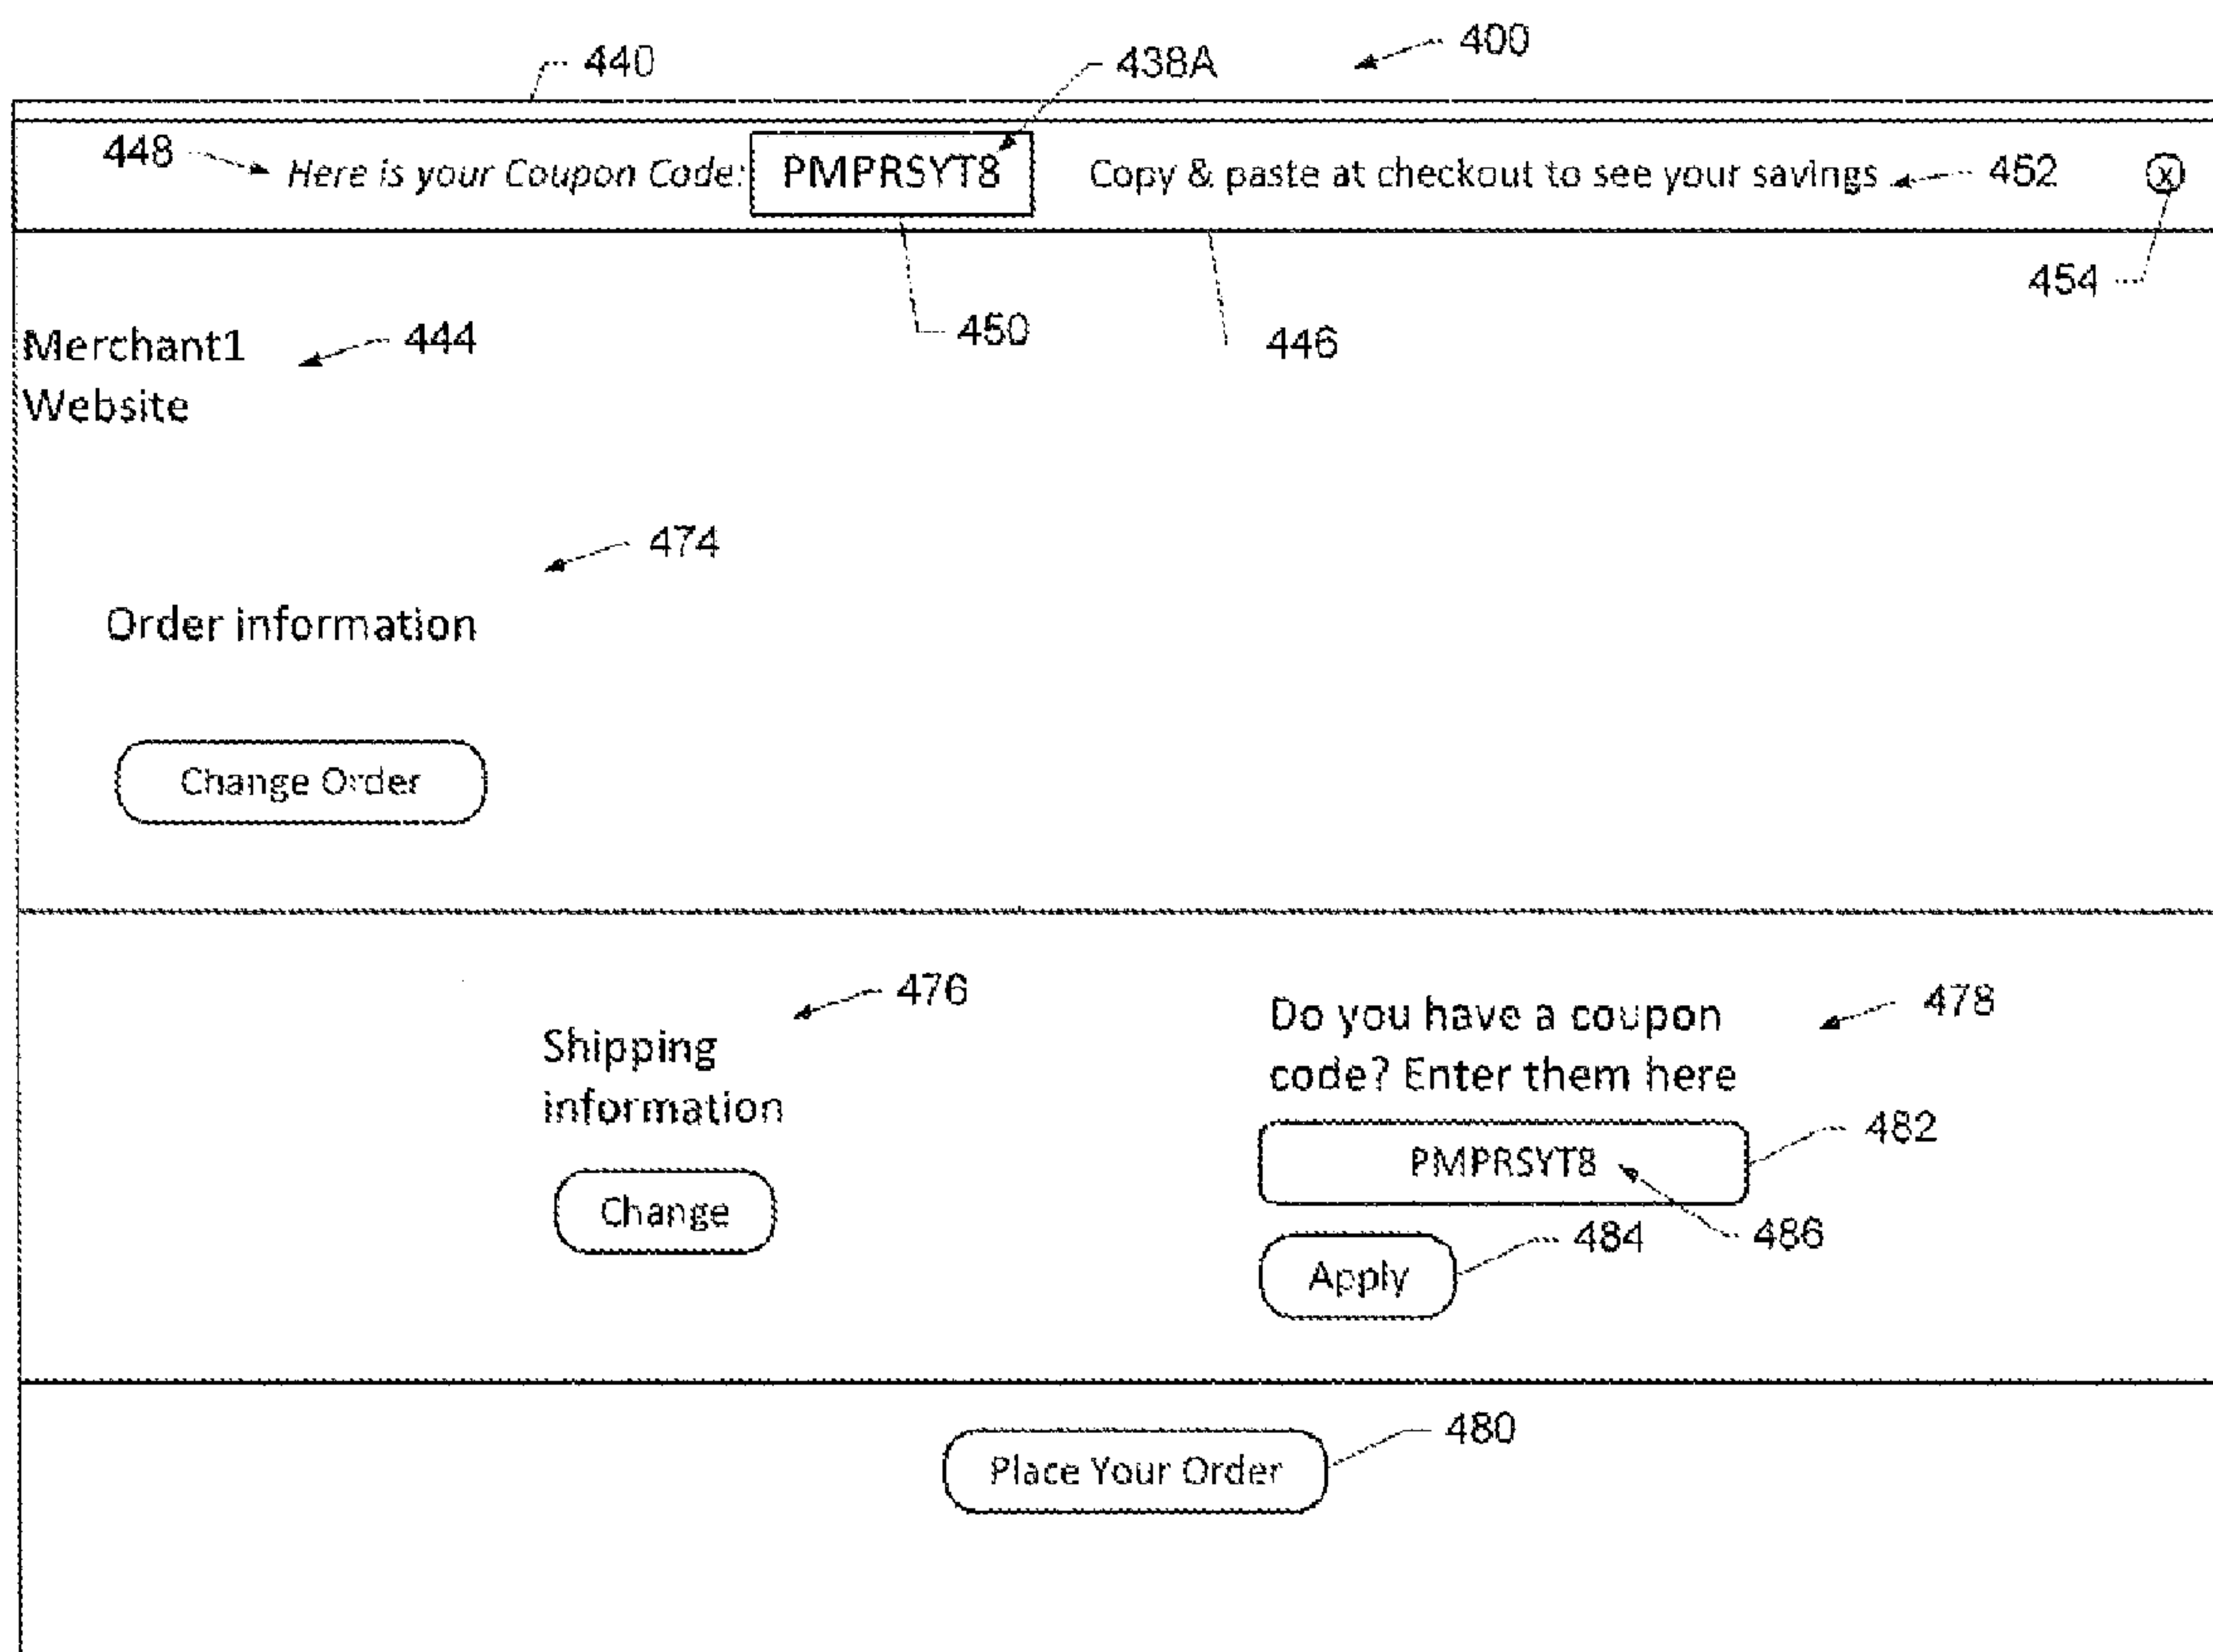 440
438A
400
448 Here is your Coupon Code: PMPRSYT8 Copy & paste at checkout to see your savings 452 x
454
450
446
Merchant1 444
Website
474
Order information
Change Order
476
478
Do you have a coupon
code? Enter them here
Shipping
information
482
PMPRSYT8
Change
484
486
Apply
480
Place Your Order